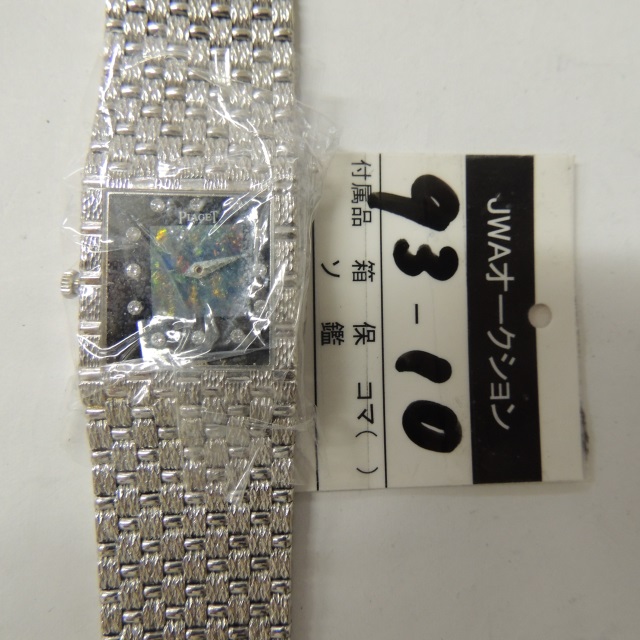 PIAGET
JWAオークション
93-10
付属品 箱 保 コマ( )
ソ 鑑